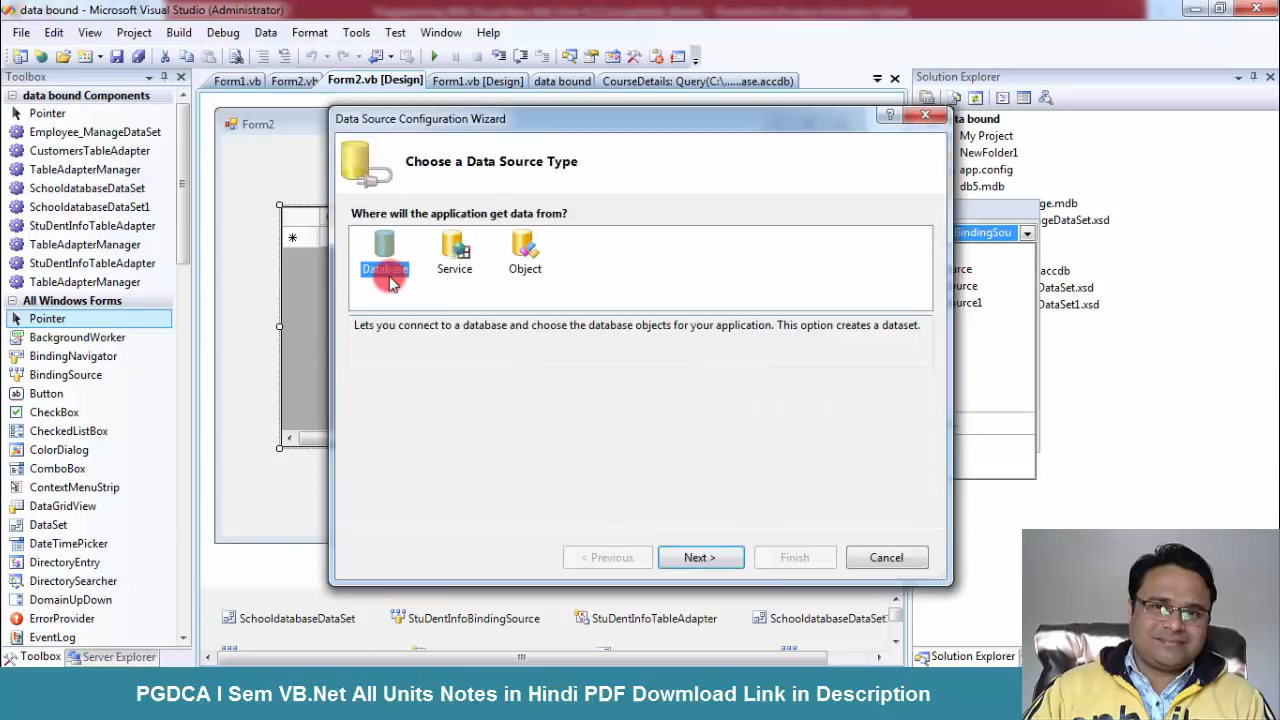 data bound - Microsoft Visual Studio (Administrator)
File Edit View Project Build Debug Data Format Tools Test Window Help
Toolbox
Form1.vb Form2.vb Form2.vb [Design] Form1.vb [Design] data bound CourseDetails: Query(C:\......ase.accdb)
Solution Explorer
data bound Components
Pointer
Employee_ManageDataSet
CustomersTableAdapter
TableAdapterManager
SchooldatabaseDataSet
SchooldatabaseDataSet1
StuDentInfoTableAdapter
TableAdapterManager
StuDentInfoTableAdapter
TableAdapterManager
All Windows Forms
Pointer
BackgroundWorker
BindingNavigator
BindingSource
Button
CheckBox
CheckedListBox
ColorDialog
ComboBox
ContextMenuStrip
DataGridView
DataSet
DateTimePicker
DirectoryEntry
DirectorySearcher
DomainUpDown
ErrorProvider
EventLog
Toolbox Server Explorer
Form2
Data Source Configuration Wizard
Choose a Data Source Type
Where will the application get data from?
Database Service Object
Lets you connect to a database and choose the database objects for your application. This option creates a dataset.
< Previous Next > Finish Cancel
SchooldatabaseDataSet StuDentInfoBindingSource StuDentInfoTableAdapter SchooldatabaseDataSet
ta bound
My Project
NewFolder1
app.config
db5.mdb
ge.mdb
geDataSet.xsd
BindingSou
rce
accdb
ource
DataSet.xsd
ource1
DataSet1.xsd
Solution Explorer
PGDCA I Sem VB.Net All Units Notes in Hindi PDF Dowmload Link in Description